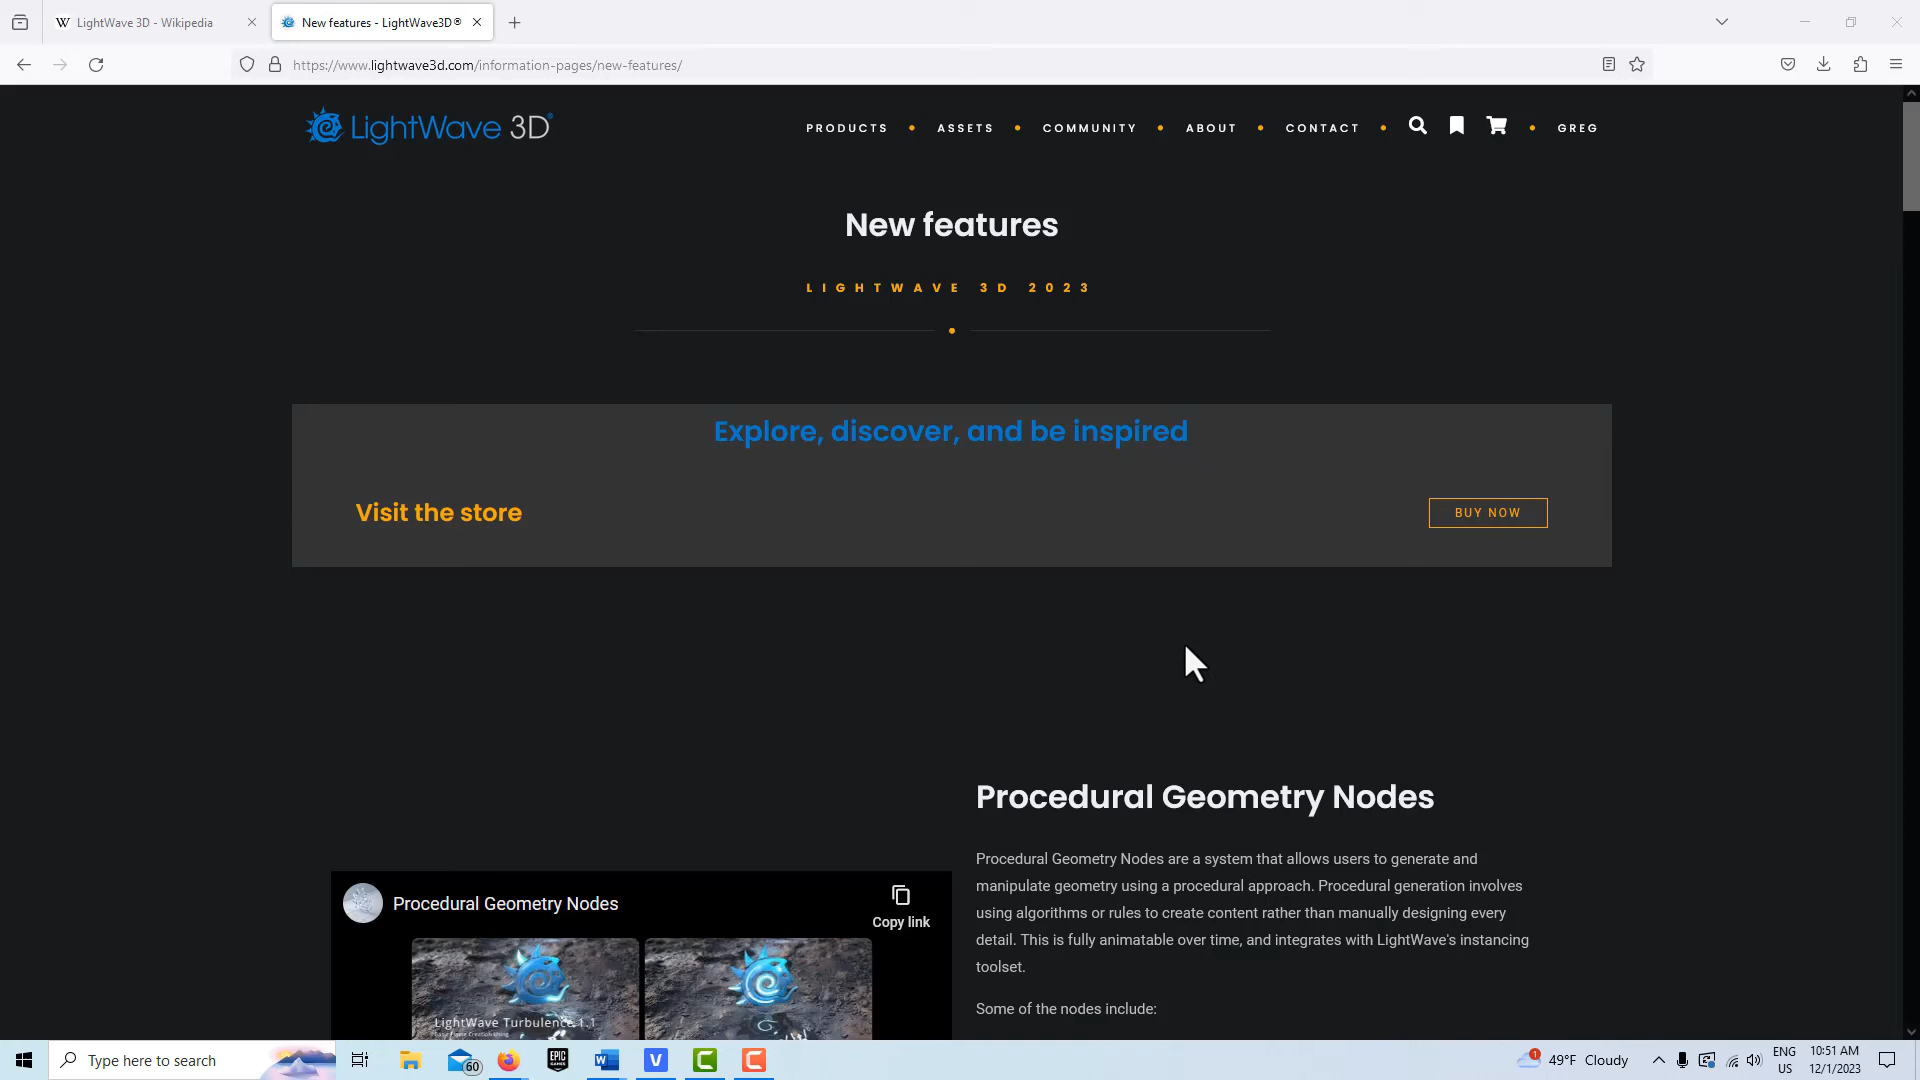 LightWave 3D - Wikipedia
New features - LightWave3D®
https://www.lightwave3d.com/information-pages/new-features/
LightWave 3D®
PRODUCTS
ASSETS
COMMUNITY
ABOUT
CONTACT
GREG
New features
LIGHTWAVE 3D 2023
Explore, discover, and be inspired
Visit the store
BUY NOW
Procedural Geometry Nodes
Procedural Geometry Nodes are a system that allows users to generate and
manipulate geometry using a procedural approach. Procedural generation involves
using algorithms or rules to create content rather than manually designing every
detail. This is fully animatable over time, and integrates with LightWave's instancing
toolset.
Some of the nodes include:
Procedural Geometry Nodes
Copy link
LightWave Turbulence 1.1
Type here to search
60
EPIC
GAMES
1
49°F Cloudy
ENG
US
10:51 AM
12/1/2023